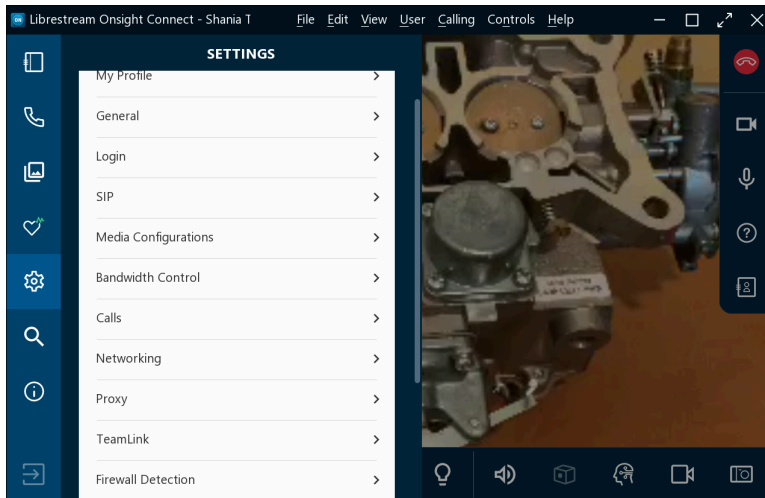 Librestream Onsight Connect - Shania T
File Edit View User Calling Controls Help
SETTINGS
My Profile
General
Login
SIP
Media Configurations
Bandwidth Control
Calls
Networking
Proxy
TeamLink
Firewall Detection